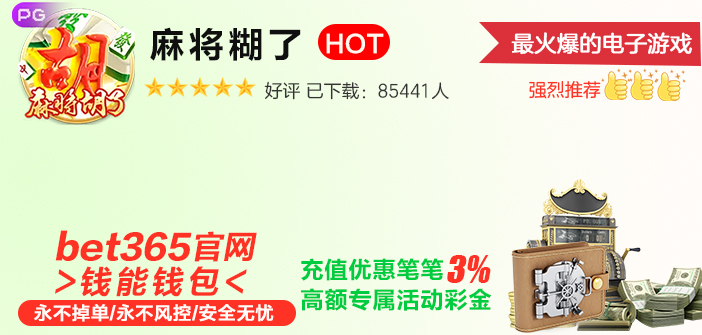 PG
發
胡
麻將胡了
麻将糊了 HOT
好评 已下载：85441人
最火爆的电子游戏
强烈推荐
bet365官网
>钱能钱包<
永不掉单/永不风控/安全无忧
充值优惠笔笔3%
高额专属活动彩金